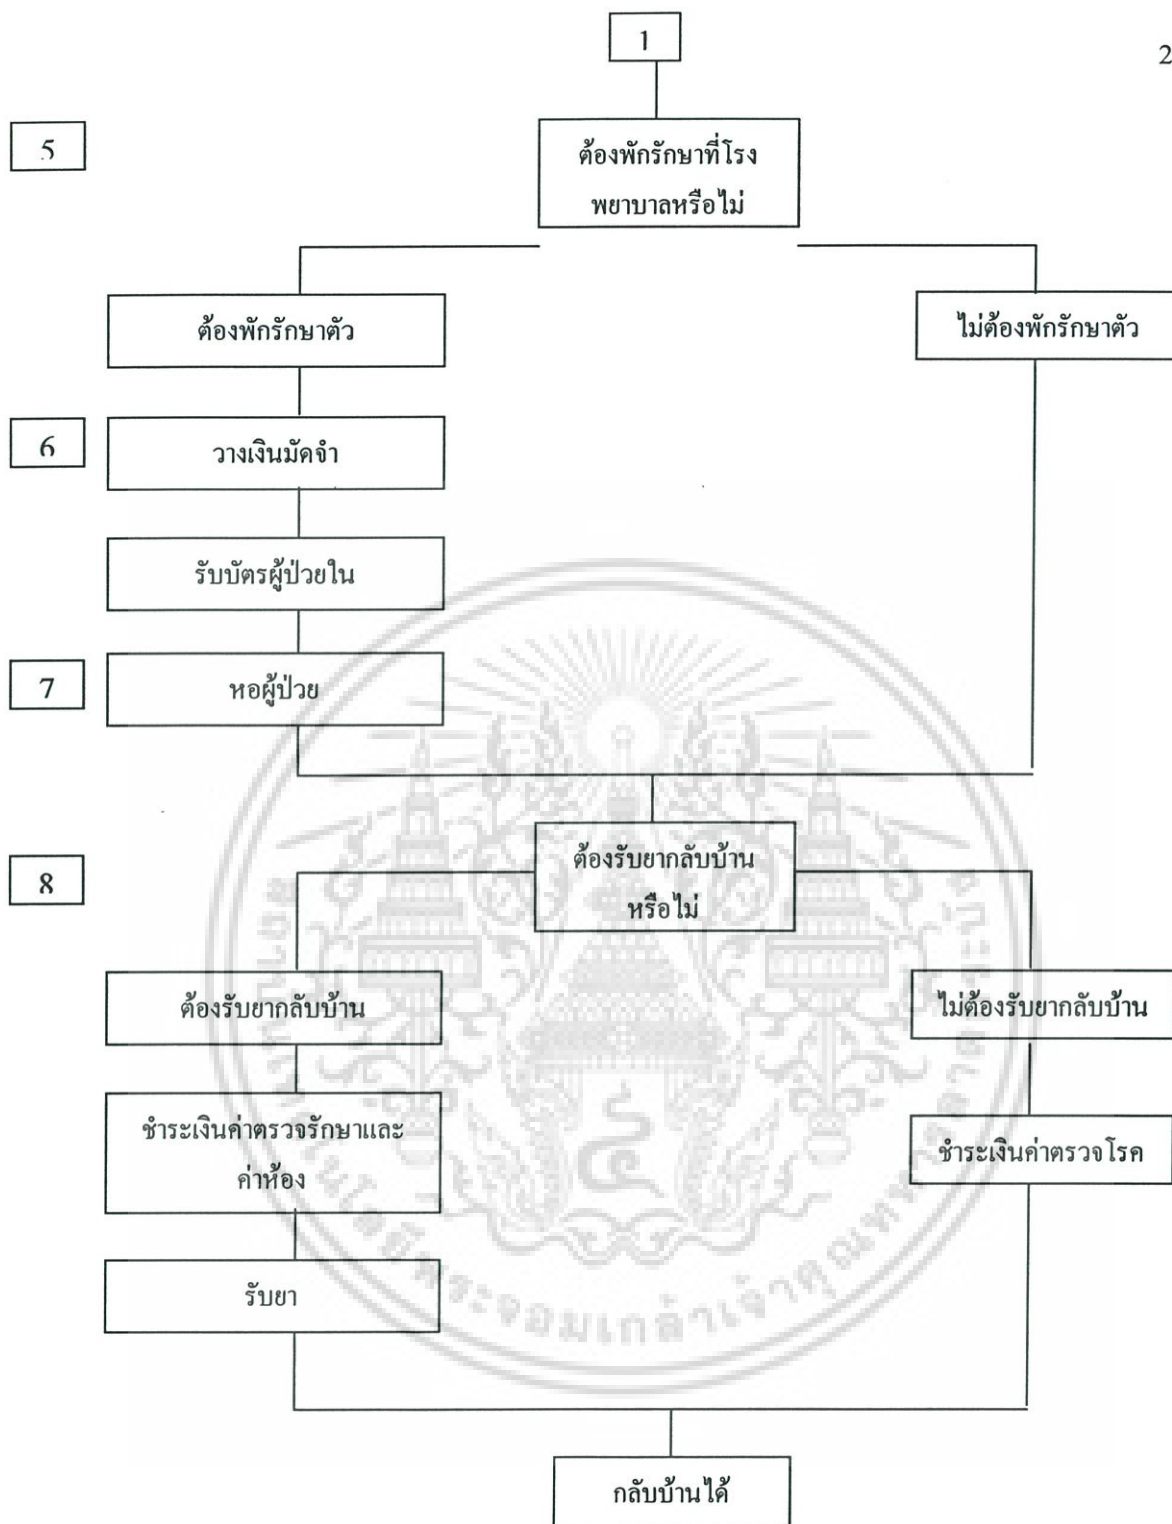 1
2
5
ต้องพักรักษาที่โรง
พยาบาลหรือไม่
ต้องพักรักษาตัว
ไม่ต้องพักรักษาตัว
6
วางเงินมัดจำ
รับบัตรผู้ป่วยใน
7
หอผู้ป่วย
8
ต้องรับยากลับบ้าน
หรือไม่
ต้องรับยากลับบ้าน
ไม่ต้องรับยากลับบ้าน
ชำระเงินค่าตรวจรักษาและ
ค่าห้อง
ชำระเงินค่าตรวจโรค
รับยา
กลับบ้านได้